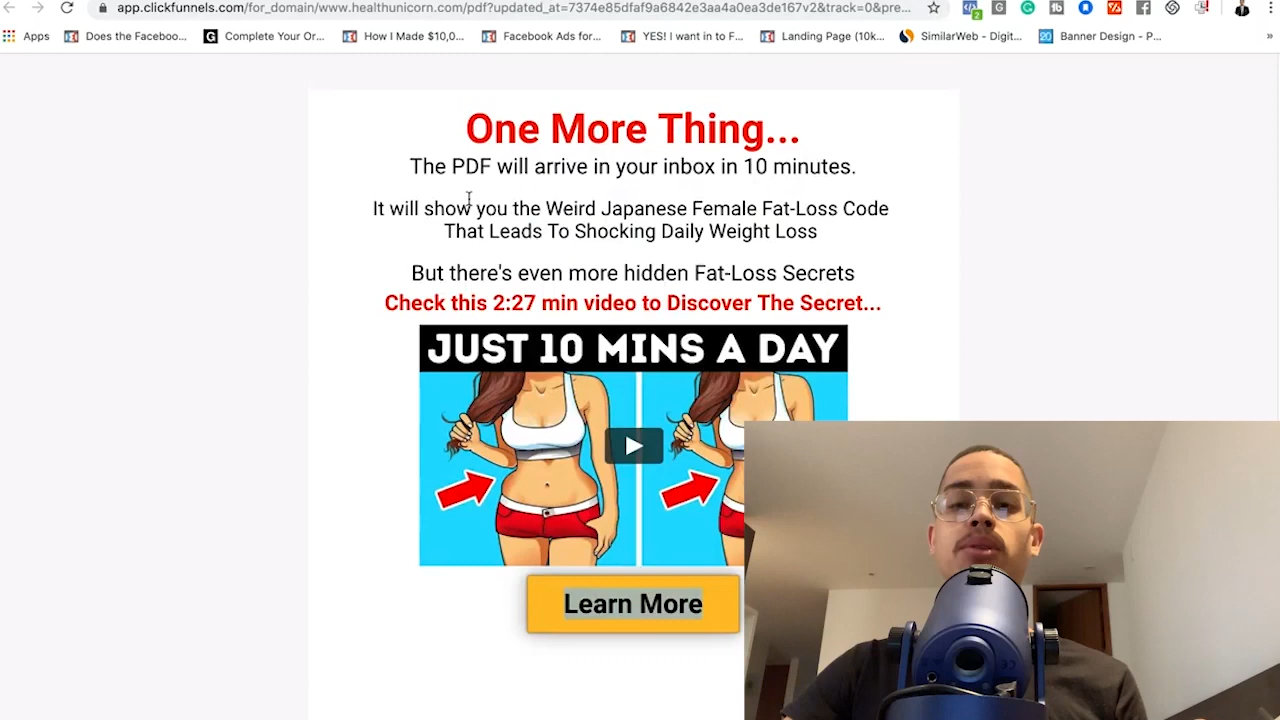 app.clickfunnels.com/for_domain/www.healthunicorn.com/pdf?updated_at=7374e85dfaf9a6842e3aa4a0ea3de167v2&track=0&pre...
2
Apps
Does the Faceboo...
Complete Your Or...
How I Made $10,0...
Facebook Ads for...
YES! I want in to F...
Landing Page (10k...
SimilarWeb - Digit...
Banner Design - P...
»
One More Thing...
The PDF will arrive in your inbox in 10 minutes.
It will show you the Weird Japanese Female Fat-Loss Code
That Leads To Shocking Daily Weight Loss
But there's even more hidden Fat-Loss Secrets
Check this 2:27 min video to Discover The Secret...
JUST 10 MINS A DAY
Learn More